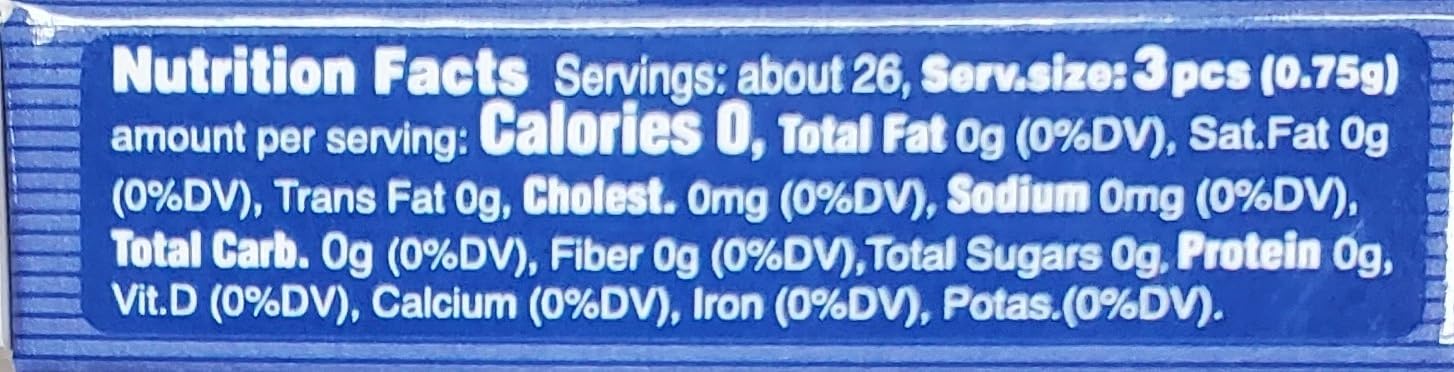 Nutrition Facts Servings: about 26, Serv.size: 3 pcs (0.75g)
amount per serving: Calories 0, Total Fat 0g (0%DV), Sat.Fat 0g
(0%DV), Trans Fat 0g, Cholest. 0mg (0%DV), Sodium 0mg (0%DV),
Total Carb. 0g (0%DV), Fiber 0g (0%DV), Total Sugars 0g, Protein 0g,
Vit.D (0%DV), Calcium (0%DV), Iron (0%DV), Potas.(0%DV).